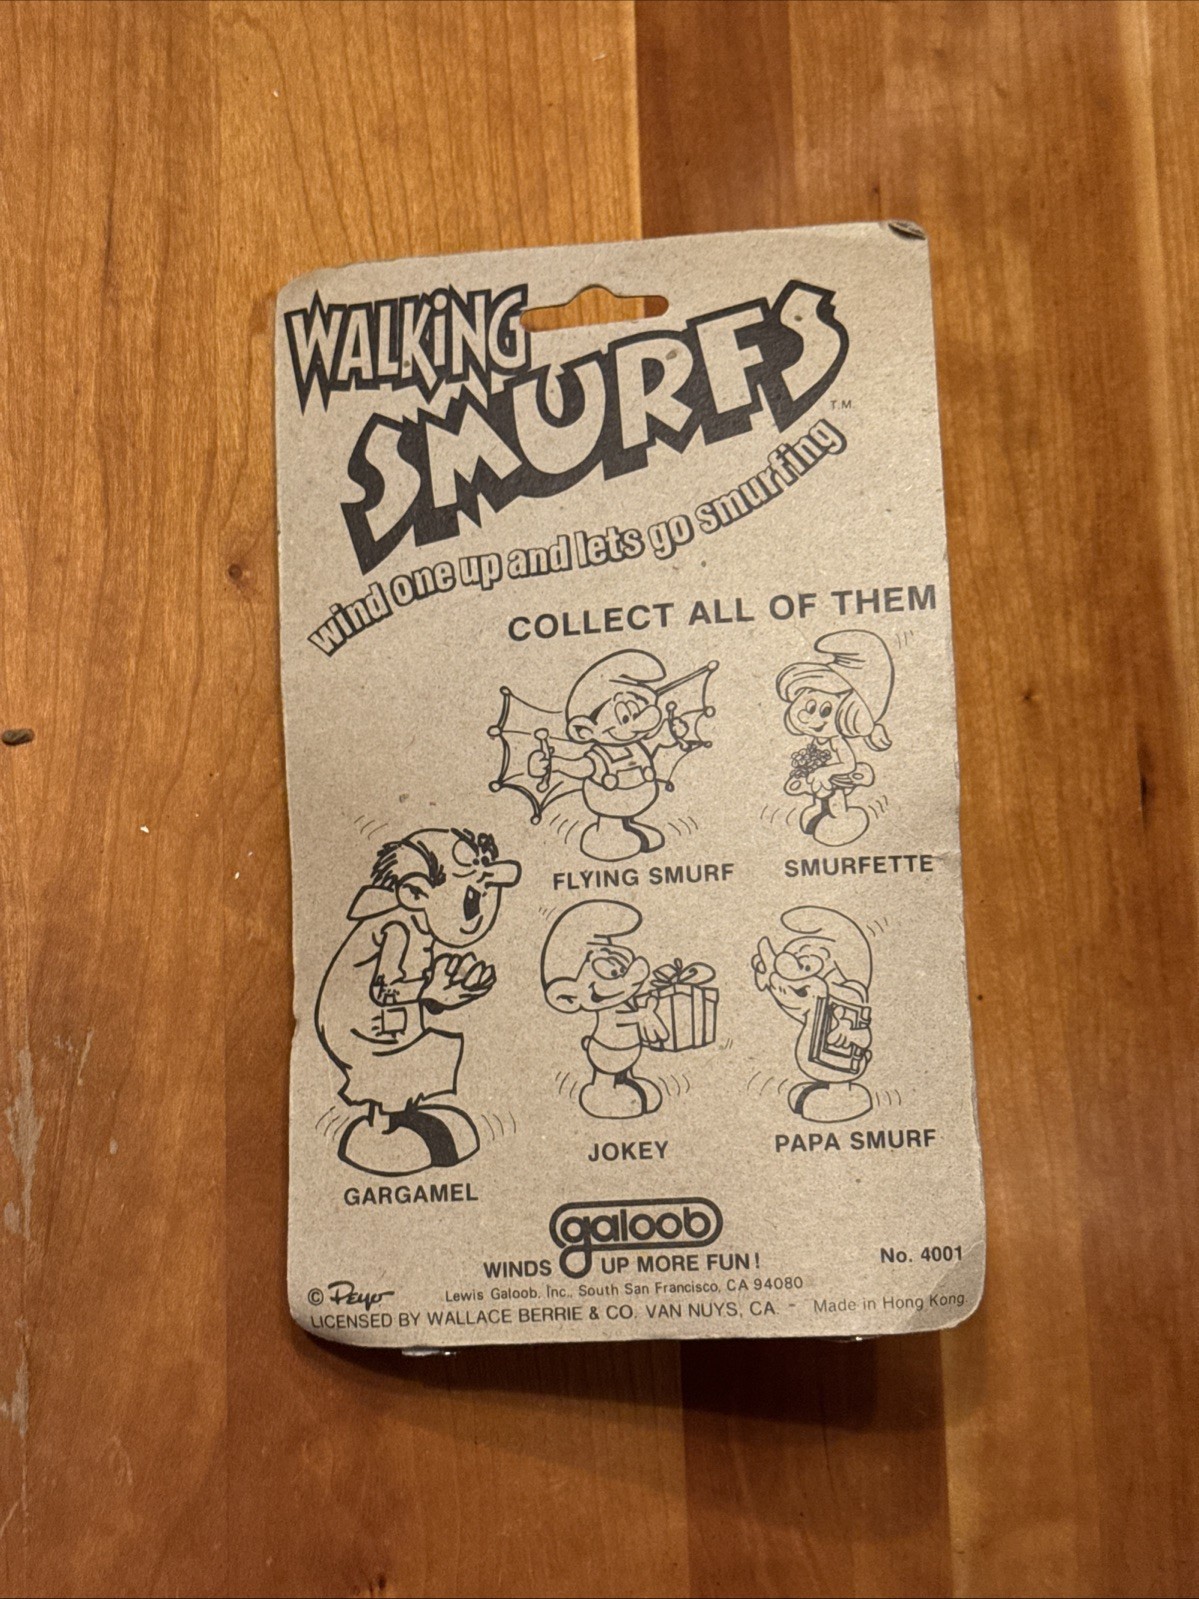 WALKING
SMURFS
T.M.
wind one up and lets go smurfing
COLLECT ALL OF THEM
FLYING SMURF
SMURFETTE
GARGAMEL
JOKEY
PAPA SMURF
galoob
WINDS UP MORE FUN!
No. 4001
© Peyo
Lewis Galoob, Inc., South San Francisco, CA 94080
LICENSED BY WALLACE BERRIE & CO. VAN NUYS, CA. - Made in Hong Kong.